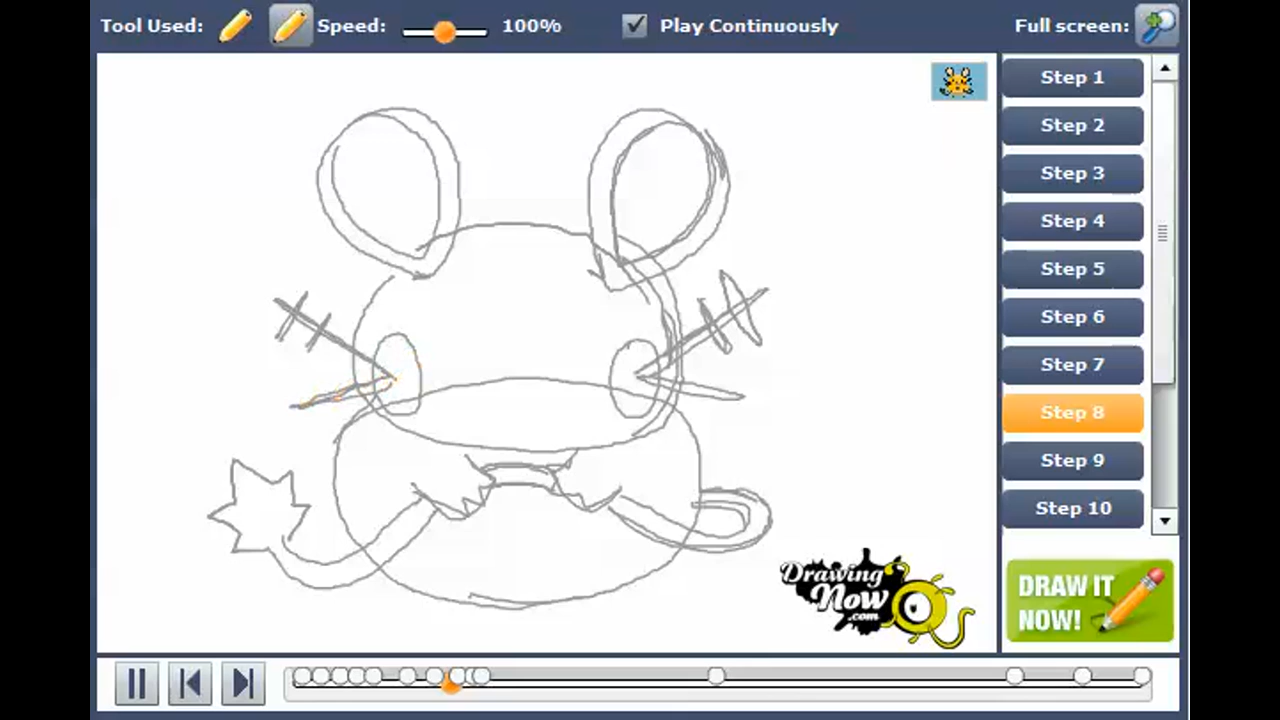 Tool Used:
Speed:
100%
Play Continuously
Full screen:
Step 1
Step 2
Step 3
Step 4
Step 5
Step 6
Step 7
Step 8
Step 9
Step 10
Drawing
Now
.com
DRAW IT
NOW!